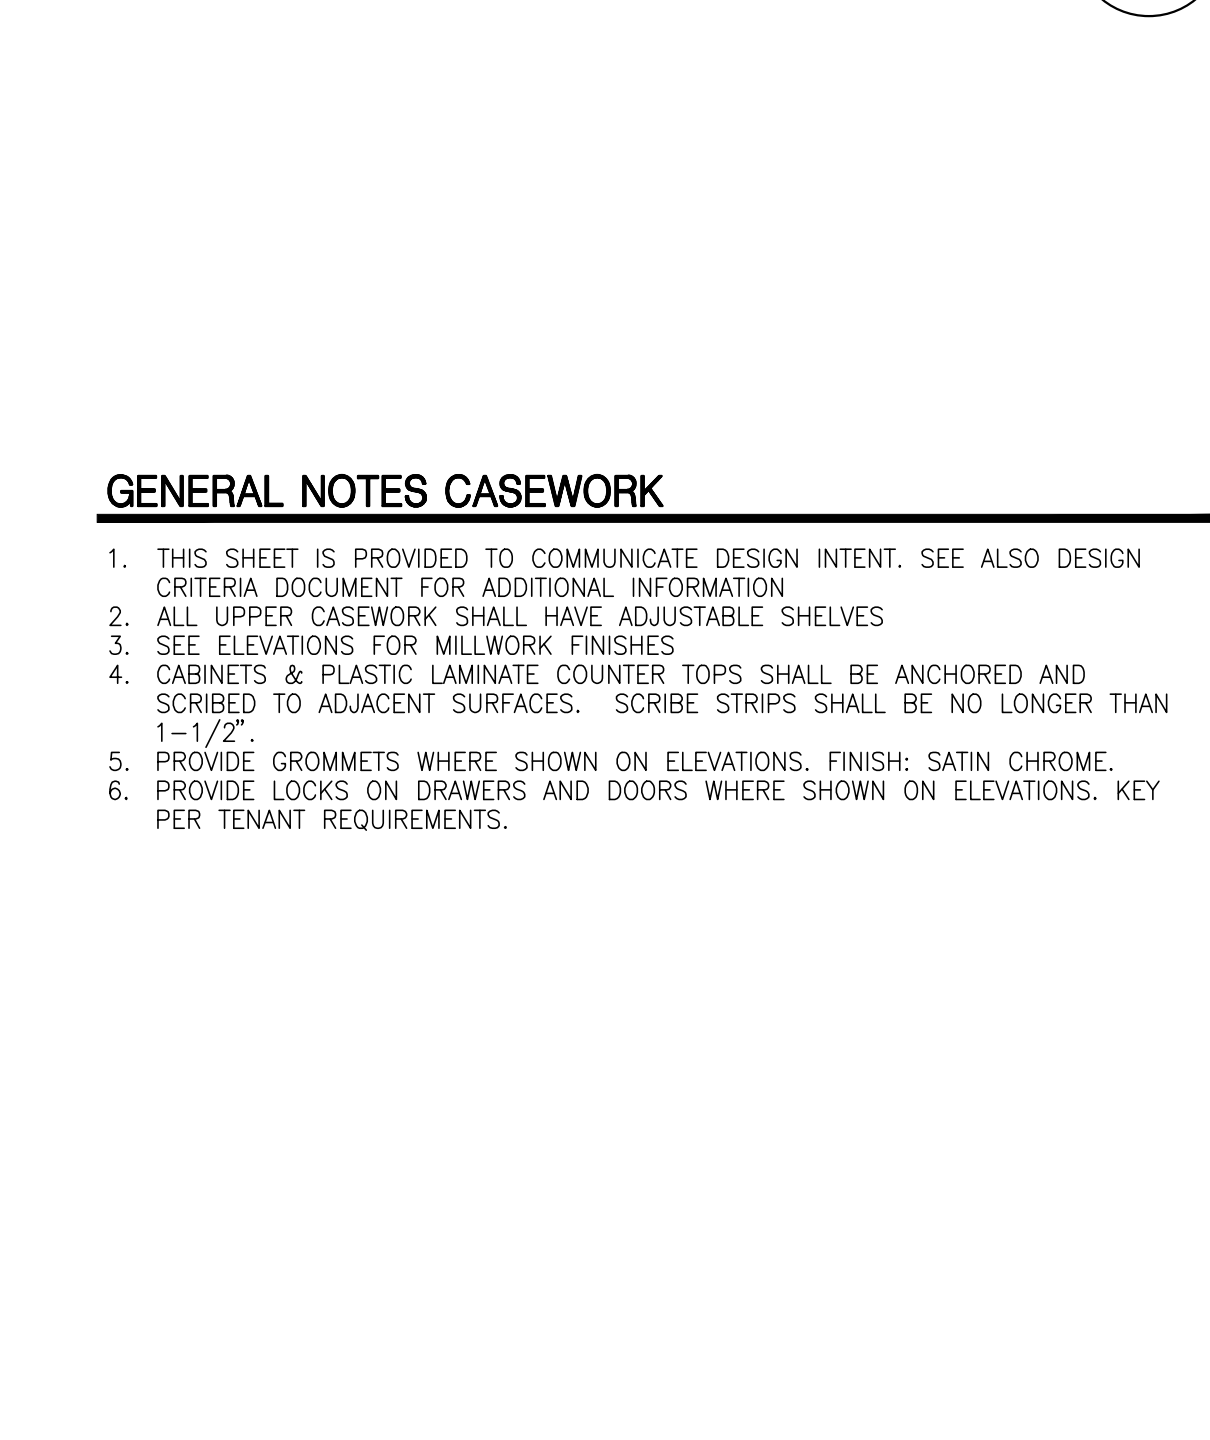 GENERAL NOTES CASEWORK
1. THIS SHEET IS PROVIDED TO COMMUNICATE DESIGN INTENT. SEE ALSO DESIGN
CRITERIA DOCUMENT FOR ADDITIONAL INFORMATION
2. ALL UPPER CASEWORK SHALL HAVE ADJUSTABLE SHELVES
3. SEE ELEVATIONS FOR MILLWORK FINISHES
4. CABINETS & PLASTIC LAMINATE COUNTER TOPS SHALL BE ANCHORED AND
SCRIBED TO ADJACENT SURFACES. SCRIBE STRIPS SHALL BE NO LONGER THAN
1-1/2".
5. PROVIDE GROMMETS WHERE SHOWN ON ELEVATIONS. FINISH: SATIN CHROME.
6. PROVIDE LOCKS ON DRAWERS AND DOORS WHERE SHOWN ON ELEVATIONS. KEY
PER TENANT REQUIREMENTS.